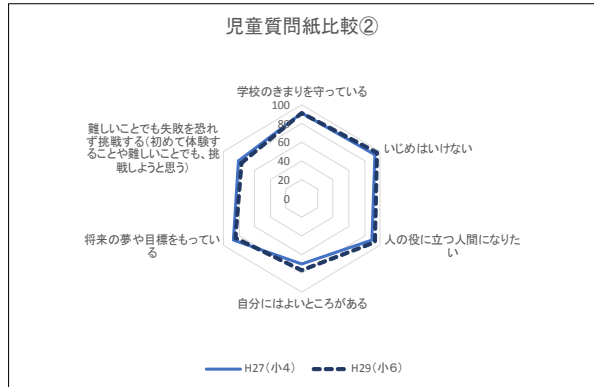 児童質問紙比較②
学校のきまりを守っている
100
80
60
40
20
0
いじめはいけない
人の役に立つ人間になりた
い
自分にはよいところがある
将来の夢や目標をもって
いる
難しいことでも失敗を恐れ
ず挑戦する(初めて体験す
ることや難しいことでも、挑
戦しようと思う)
H27(小4)
H29(小6)